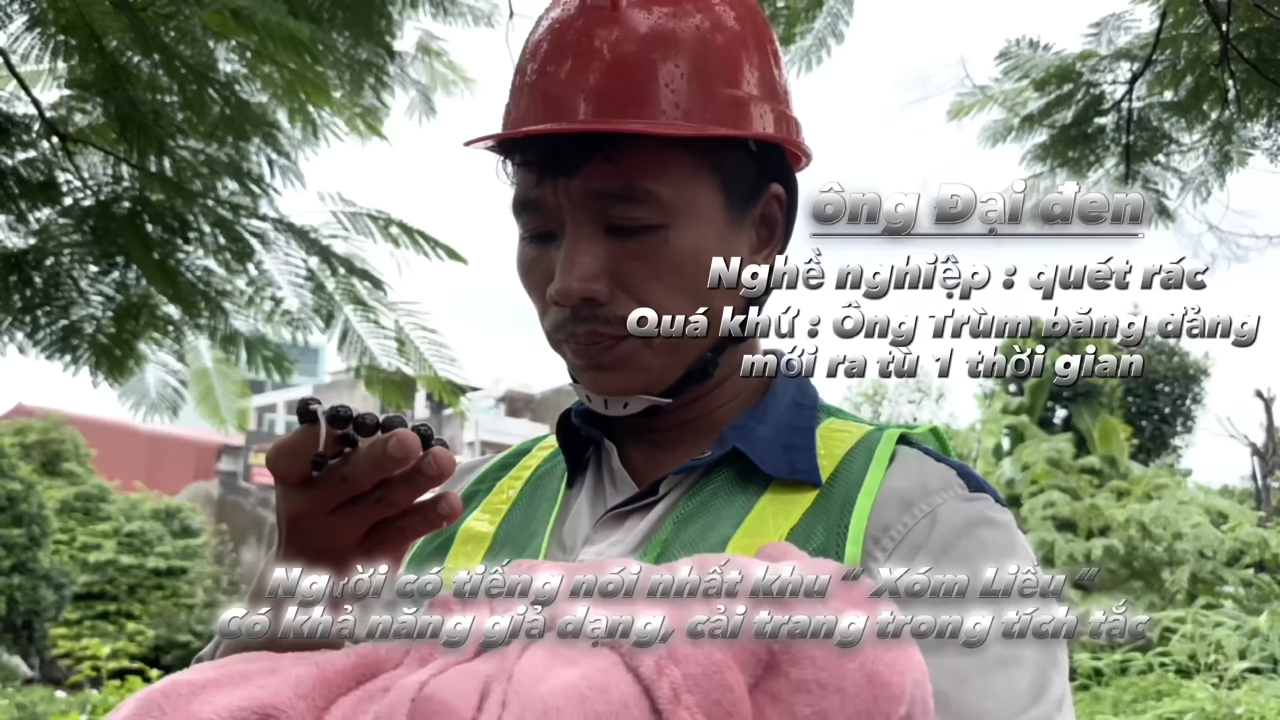 ông Đại đen
Nghề nghiệp : quét rác
Quá khứ : Ông Trùm băng đảng
mới ra tù 1 thời gian
Người có tiếng nói nhất khu “ Xóm Liều “
Có khả năng giả dạng, cải trang trong tích tắc